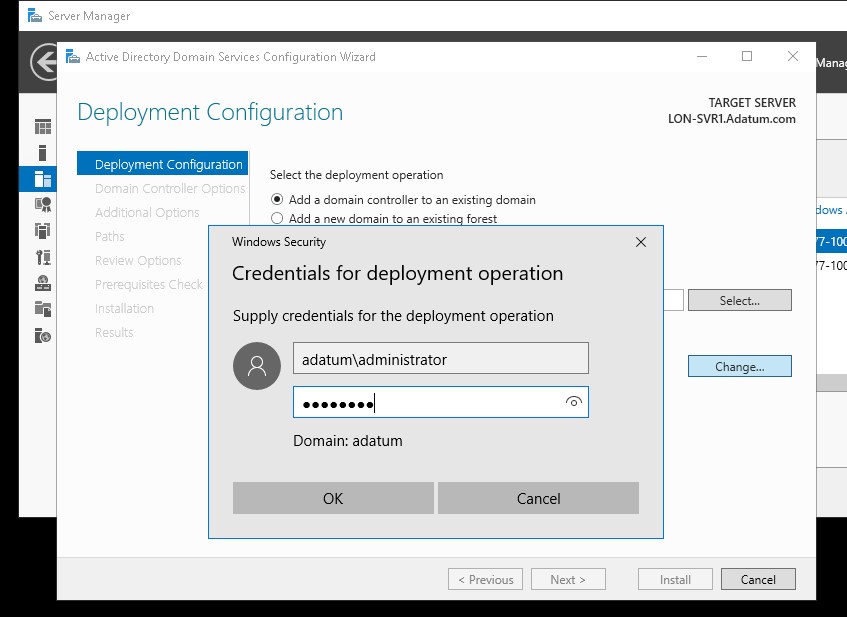 Server Manager
Active Directory Domain Services Configuration Wizard
Manag
Deployment Configuration
TARGET SERVER
LON-SVR1.Adatum.com
Deployment Configuration
Domain Controller Options
Additional Options
Paths
Review Options
Prerequisites Check
Installation
Results
Select the deployment operation
Add a domain controller to an existing domain
Add a new domain to an existing forest
dows
77-100
77-100
Select...
Change...
Windows Security
Credentials for deployment operation
Supply credentials for the deployment operation
adatum\administrator
●●●●●●●●
Domain: adatum
OK
Cancel
< Previous
Next >
Install
Cancel